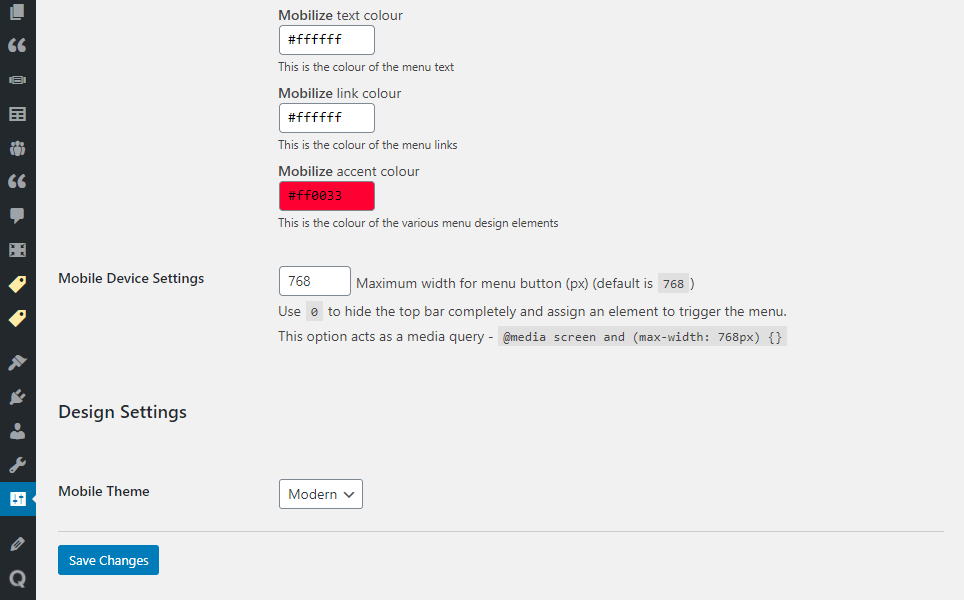 Mobilize text colour
#ffffff
This is the colour of the menu text
Mobilize link colour
#ffffff
This is the colour of the menu links
Mobilize accent colour
#ff0033
This is the colour of the various menu design elements
Mobile Device Settings
768 Maximum width for menu button (px) (default is 768 )
Use 0 to hide the top bar completely and assign an element to trigger the menu.
This option acts as a media query - @media screen and (max-width: 768px) {}
Design Settings
Mobile Theme
Modern
Save Changes